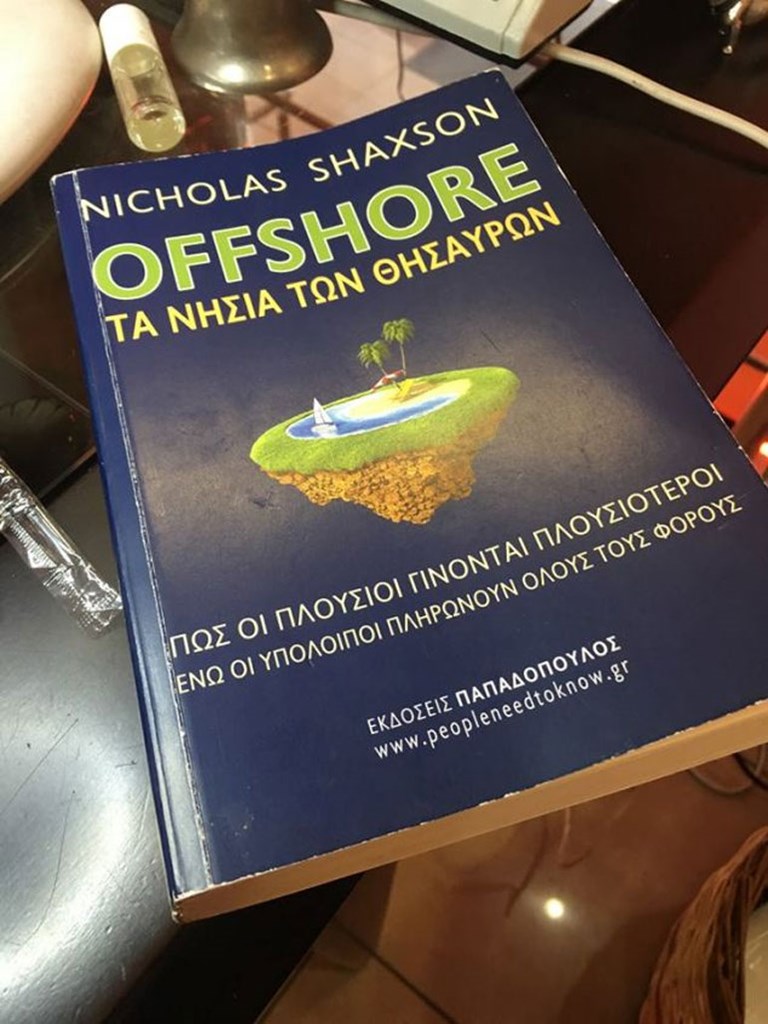 NICHOLAS SHAXSON
OFFSHORE
ΤΑ ΝΗΣΙΑ ΤΩΝ ΘΗΣΑΥΡΩΝ
ΠΩΣ ΟΙ ΠΛΟΥΣΙΟΙ ΓΙΝΟΝΤΑΙ ΠΛΟΥΣΙΟΤΕΡΟΙ
ΕΝΩ ΟΙ ΥΠΟΛΟΙΠΟΙ ΠΛΗΡΩΝΟΥΝ ΟΛΟΥΣ ΤΟΥΣ ΦΟΡΟΥΣ
ΕΚΔΟΣΕΙΣ ΠΑΠΑΔΟΠΟΥΛΟΣ
www.peopleneedtoknow.gr